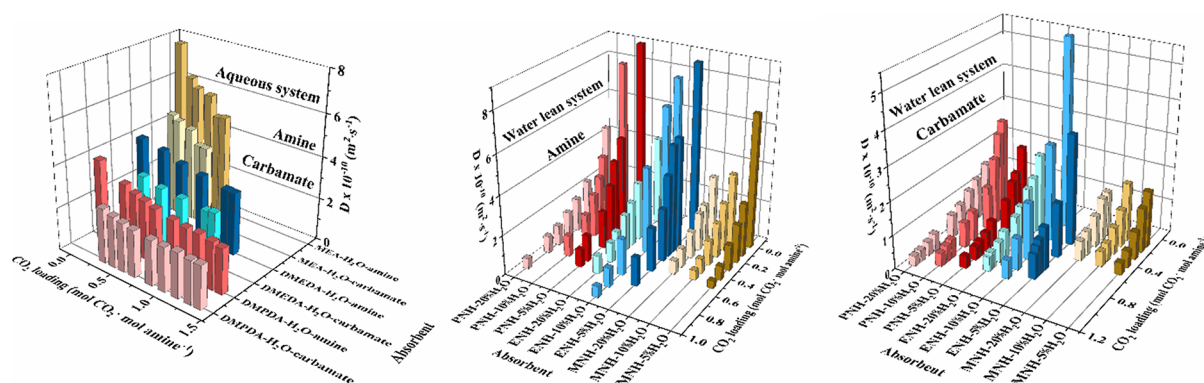 Aqueous system
Amine
Carbamate
8
6
4
2
0
D x 10⁻¹⁰ (m²·s⁻¹)
0.0
0.5
1.0
1.5
CO₂ loading (mol CO₂ · mol amine⁻¹)
MEA-H₂O-amine
MEA-H₂O-carbamate
DMEDA-H₂O-amine
DMEDA-H₂O-carbamate
DMPDA-H₂O-amine
DMPDA-H₂O-carbamate
Absorbent
Water lean system
Amine
8
6
4
2
D x 10⁻¹⁰ (m²·s⁻¹)
PNH-20%H₂O
PNH-10%H₂O
PNH-5%H₂O
ENH-20%H₂O
ENH-10%H₂O
ENH-5%H₂O
MNH-20%H₂O
MNH-10%H₂O
MNH-5%H₂O
Absorbent
0.0
0.2
0.4
0.6
0.8
1.0
CO₂ loading (mol CO₂ · mol amine⁻¹)
Water lean system
Carbamate
5
4
3
2
1
0
D x 10⁻¹⁰ (m²·s⁻¹)
PNH-20%H₂O
PNH-10%H₂O
PNH-5%H₂O
ENH-20%H₂O
ENH-10%H₂O
ENH-5%H₂O
MNH-20%H₂O
MNH-10%H₂O
MNH-5%H₂O
Absorbent
0.0
0.4
0.8
1.2
CO₂ loading (mol CO₂ · mol amine⁻¹)